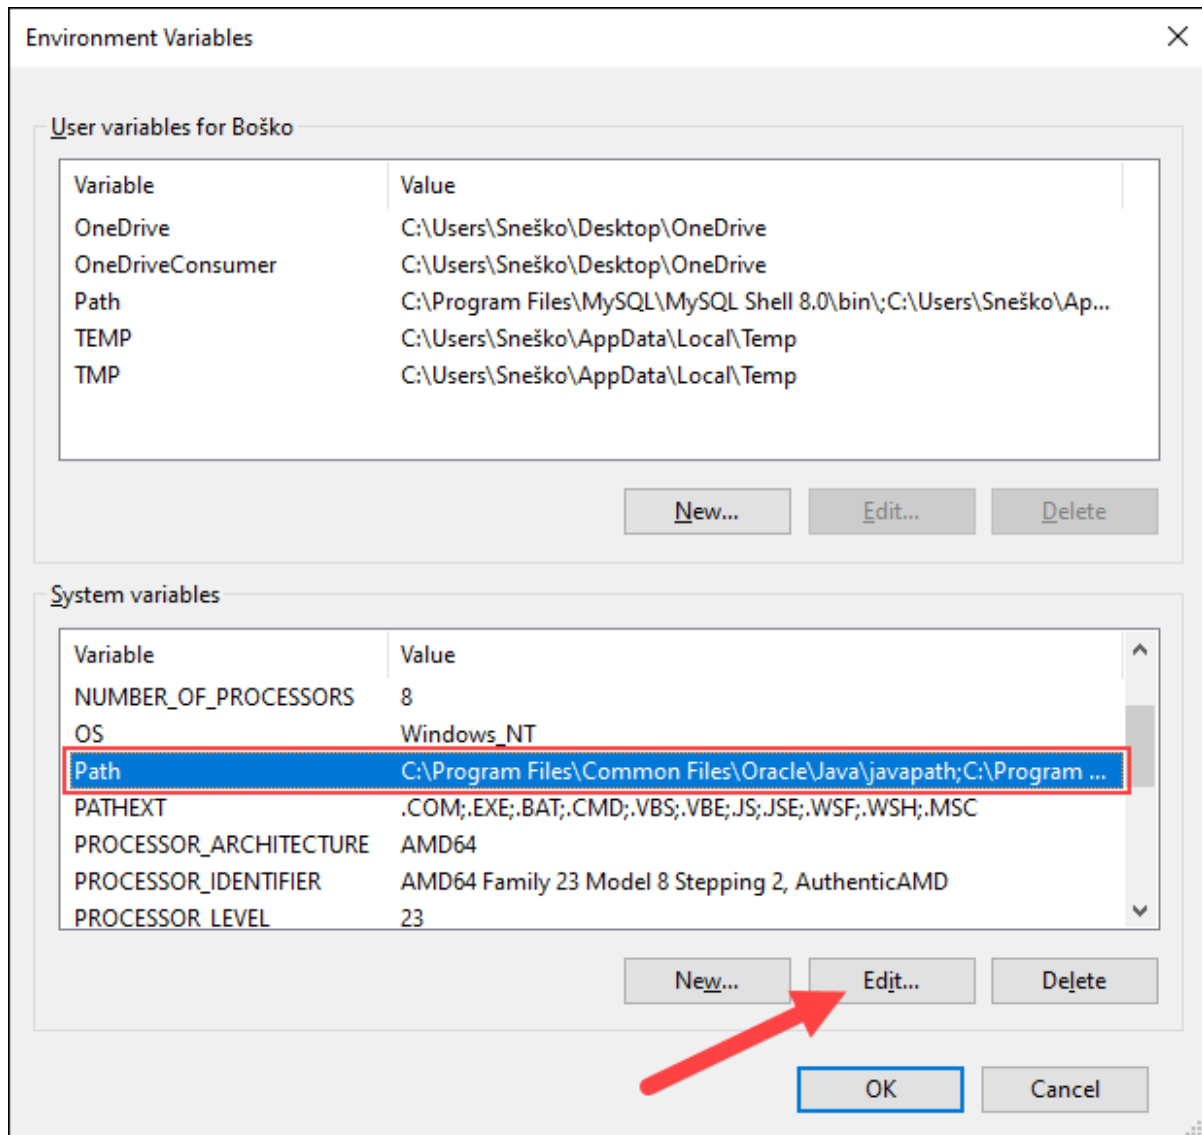 Environment Variables
User variables for Boško
Variable Value
OneDrive C:\Users\Sneško\Desktop\OneDrive
OneDriveConsumer C:\Users\Sneško\Desktop\OneDrive
Path C:\Program Files\MySQL\MySQL Shell 8.0\bin\;C:\Users\Sneško\Ap...
TEMP C:\Users\Sneško\AppData\Local\Temp
TMP C:\Users\Sneško\AppData\Local\Temp
New... Edit... Delete
System variables
Variable Value
NUMBER_OF_PROCESSORS 8
OS Windows_NT
Path C:\Program Files\Common Files\Oracle\Java\javapath;C:\Program ...
PATHEXT .COM;.EXE;.BAT;.CMD;.VBS;.VBE;.JS;.JSE;.WSF;.WSH;.MSC
PROCESSOR_ARCHITECTURE AMD64
PROCESSOR_IDENTIFIER AMD64 Family 23 Model 8 Stepping 2, AuthenticAMD
PROCESSOR_LEVEL 23
New... Edit... Delete
OK Cancel